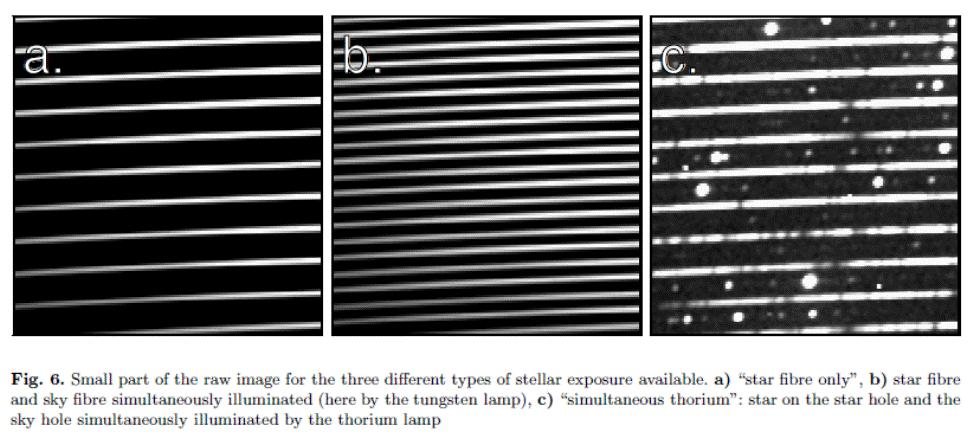 a.
b.
c.
Fig. 6. Small part of the raw image for the three different types of stellar exposure available. a) “star fibre only”, b) star fibre
and sky fibre simultaneously illuminated (here by the tungsten lamp), c) “simultaneous thorium”: star on the star hole and the
sky hole simultaneously illuminated by the thorium lamp